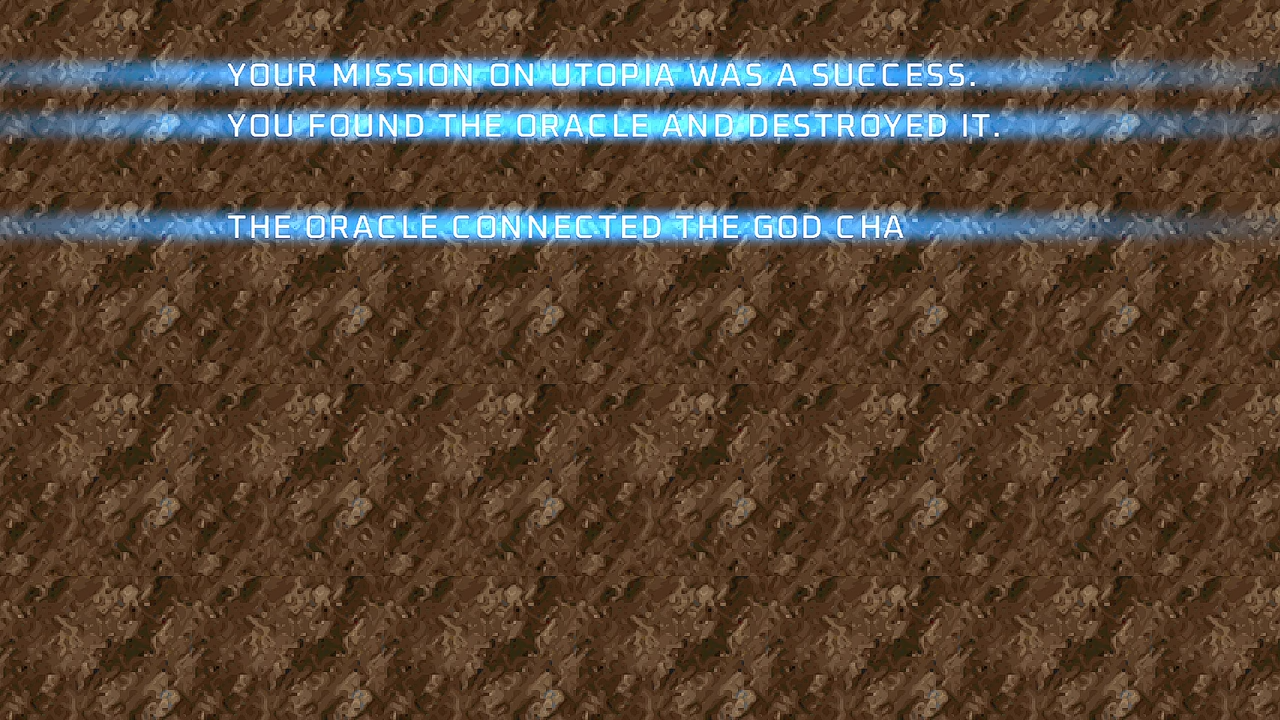 YOUR MISSION ON UTOPIA WAS A SUCCESS.
YOU FOUND THE ORACLE AND DESTROYED IT.
THE ORACLE CONNECTED THE GOD CHA